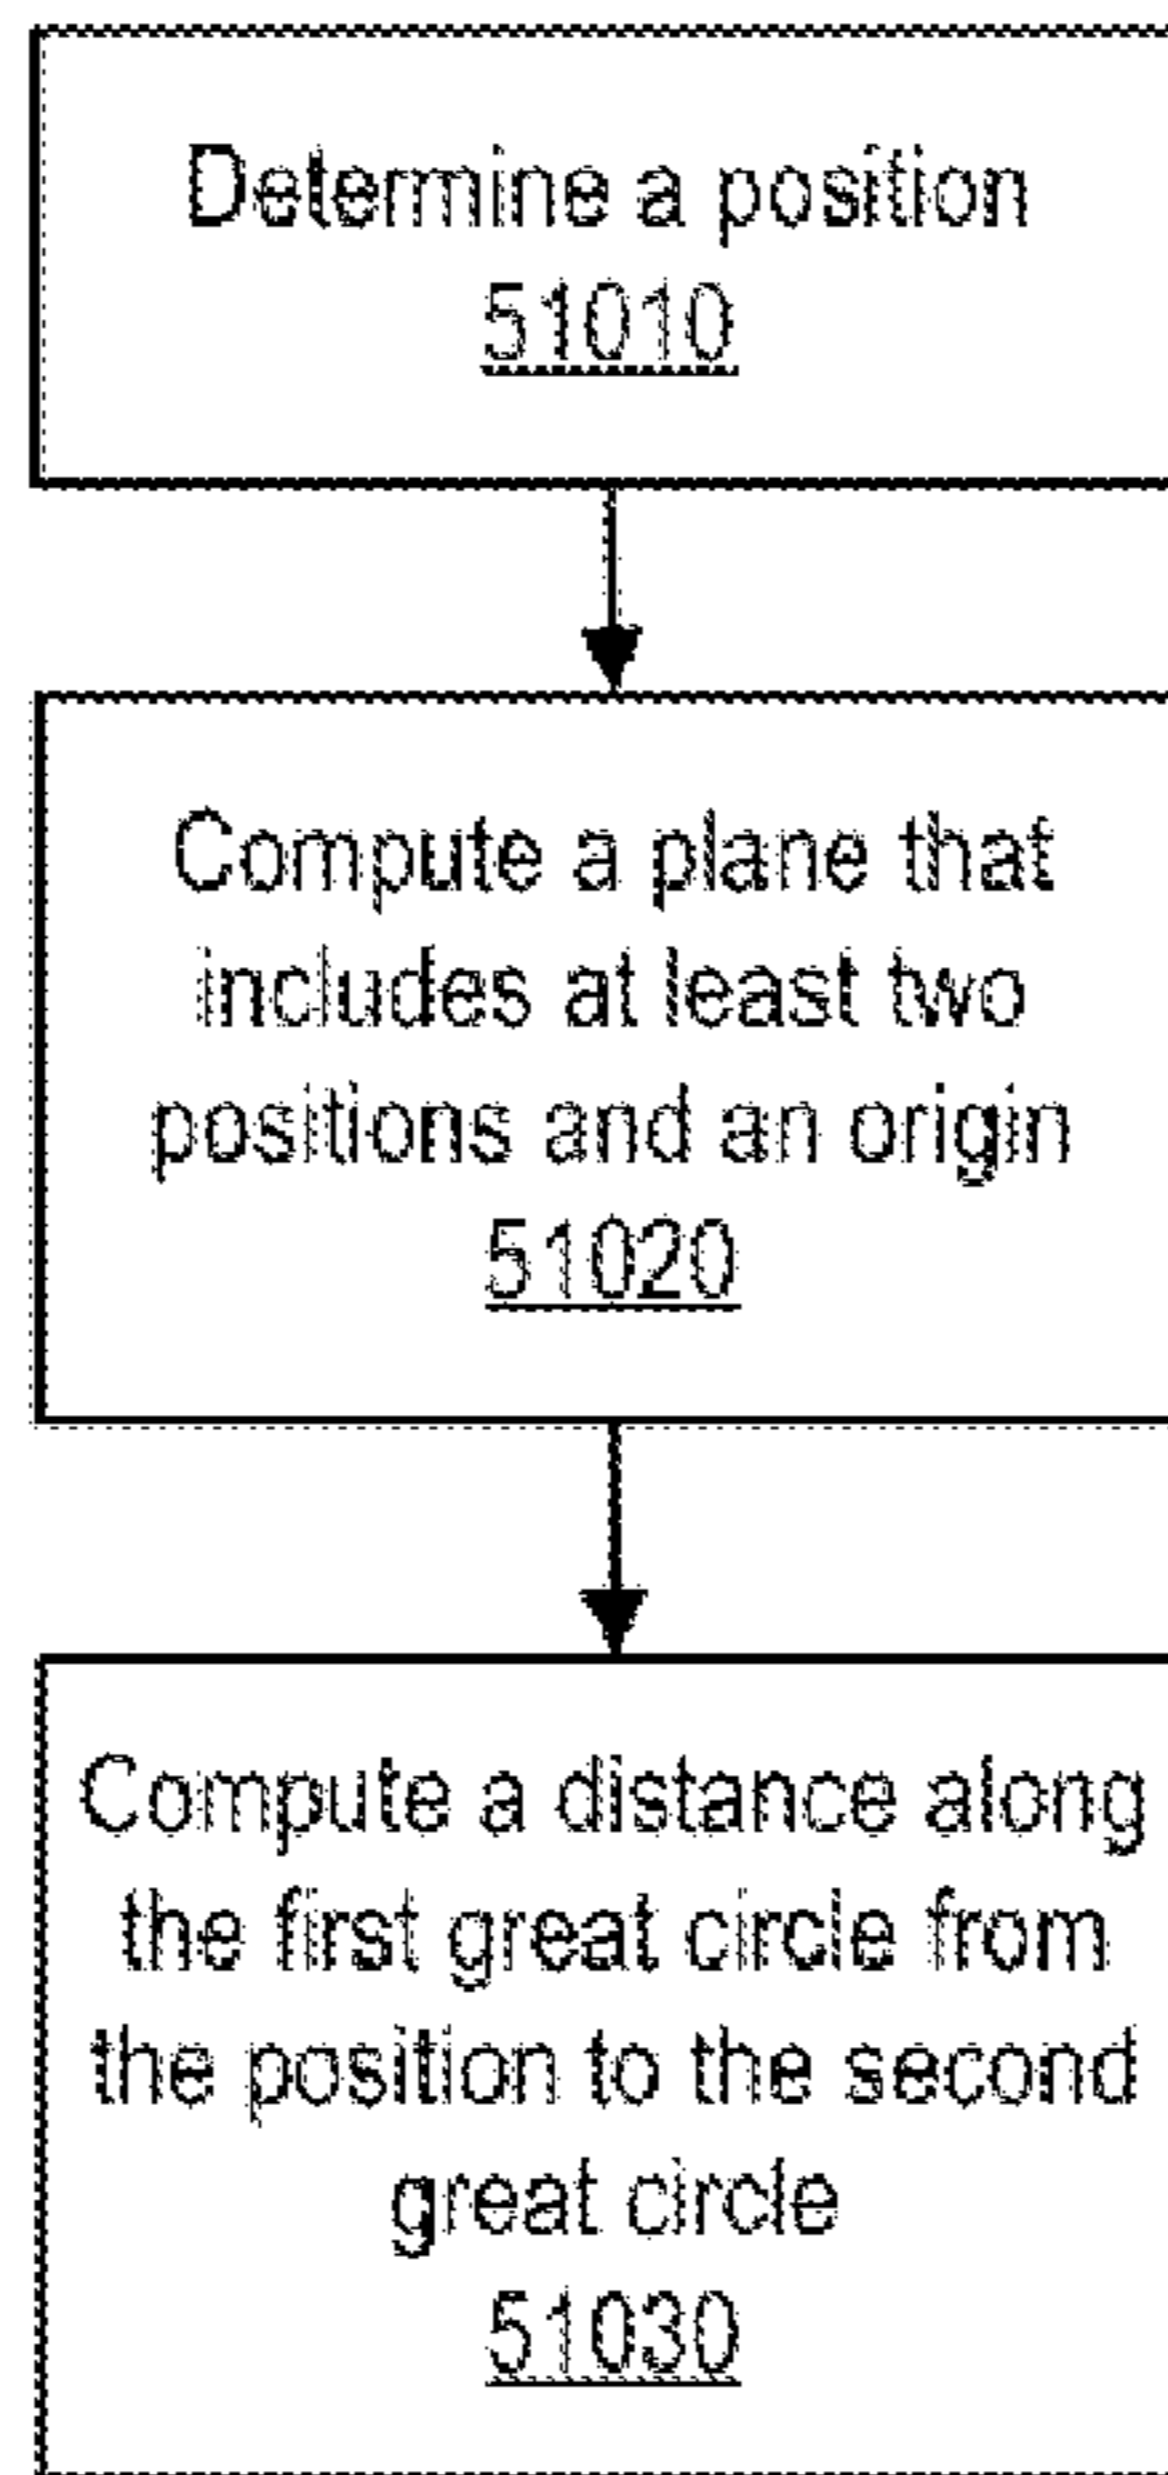 Determine a position
51010
Compute a plane that
includes at least two
positions and an origin
51020
Compute a distance along
the first great circle from
the position to the second
great circle
51030